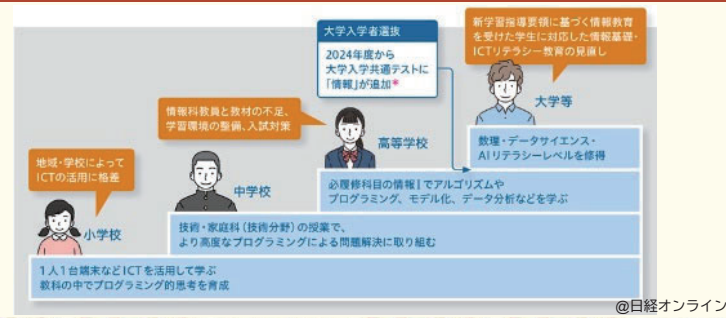 新学習指導要領に基づく情報教育
を受けた学生に対応した情報基礎・
ICTリテラシー教育の見直し
大学入学者選抜
2024年度から
大学入学共通テストに
「情報」が追加*
大学等
情報科教員と教材の不足、
学習環境の整備、入試対策
高等学校
数理・データサイエンス・
AIリテラシーレベルを修得
地域・学校によって
ICTの活用に格差
中学校
必履修科目の情報Ⅰでアルゴリズムや
プログラミング、モデル化、データ分析などを学ぶ
小学校
技術・家庭科(技術分野)の授業で、
より高度なプログラミングによる問題解決に取り組む
1人1台端末などICTを活用して学ぶ
教科の中でプログラミング的思考を育成
@日経オンライン